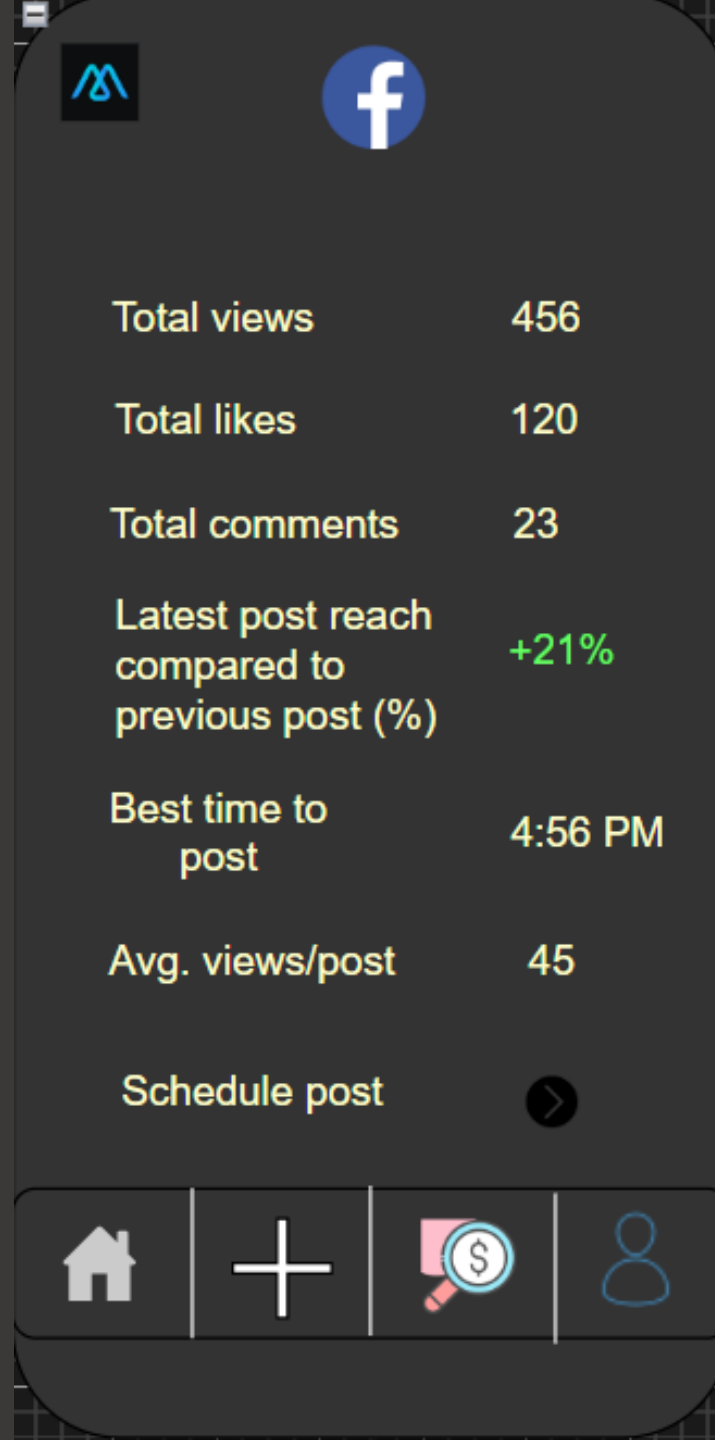 Total views 456
Total likes 120
Total comments 23
Latest post reach
compared to
previous post (%)
+21%
Best time to
post
4:56 PM
Avg. views/post 45
Schedule post
$